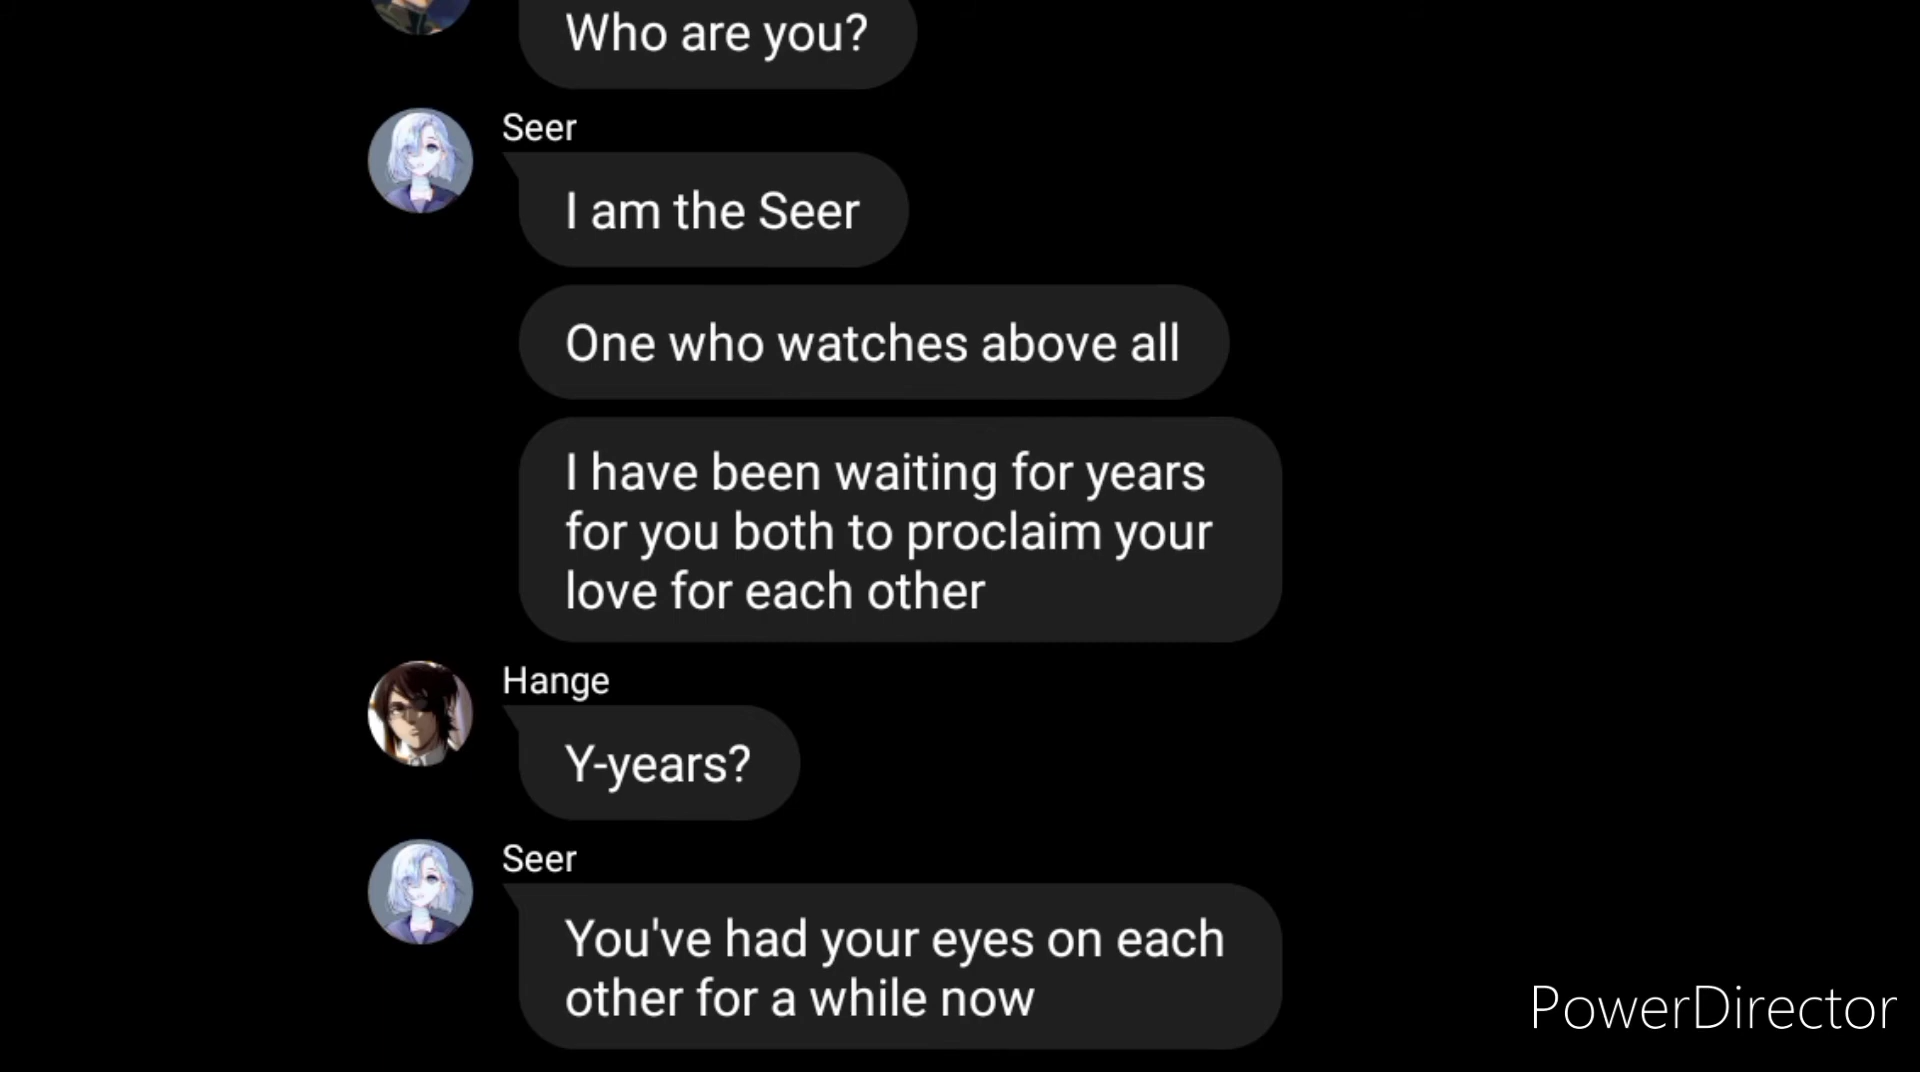 Who are you?
Seer
I am the Seer
One who watches above all
I have been waiting for years
for you both to proclaim your
love for each other
Hange
Y-years?
Seer
You've had your eyes on each
other for a while now
PowerDirector